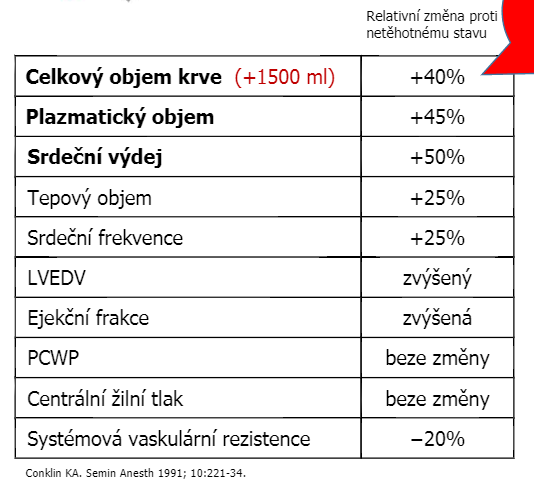 Relativní změna proti
netěhotnému stavu
Celkový objem krve (+1500 ml) +40%
Plazmatický objem +45%
Srdeční výdej +50%
Tepový objem +25%
Srdeční frekvence +25%
LVEDV zvýšený
Ejekční frakce zvýšená
PCWP beze změny
Centrální žilní tlak beze změny
Systémová vaskulární rezistence −20%
Conklin KA. Semin Anesth 1991; 10:221-34.